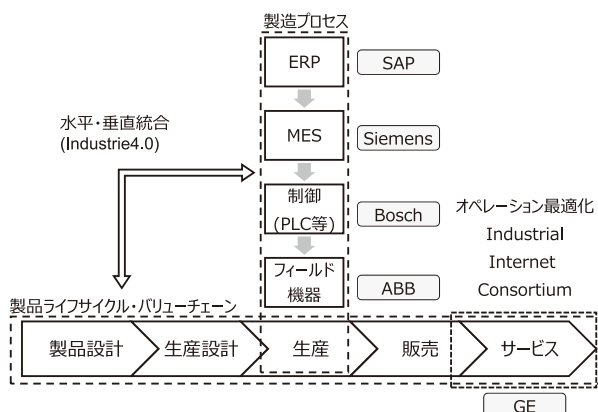 製造プロセス
ERP
SAP
水平・垂直統合
(Industrie4.0)
MES
Siemens
制御
(PLC等)
Bosch
オペレーション最適化
Industrial
Internet
Consortium
フィールド
機器
ABB
製品ライフサイクル・バリューチェーン
製品設計
生産設計
生産
販売
サービス
GE